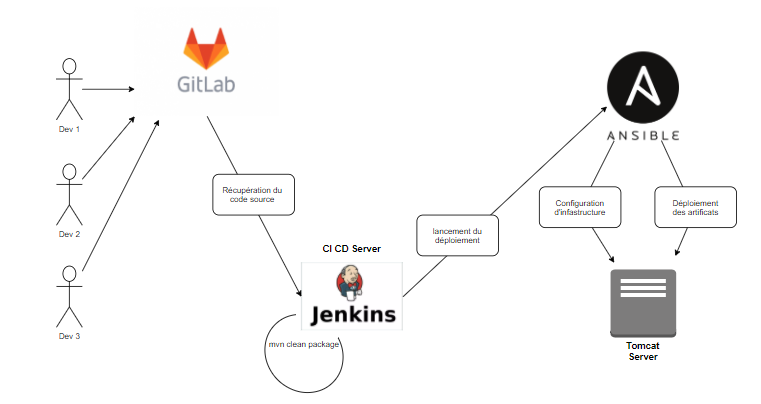 GitLab
Dev 1
Dev 2
Dev 3
Récupération du
code source
CI CD Server
Jenkins
mvn clean package
lancement du
déploiement
A
ANSIBLE
Configuration
d'infastructure
Déploiement
des artificats
Tomcat
Server